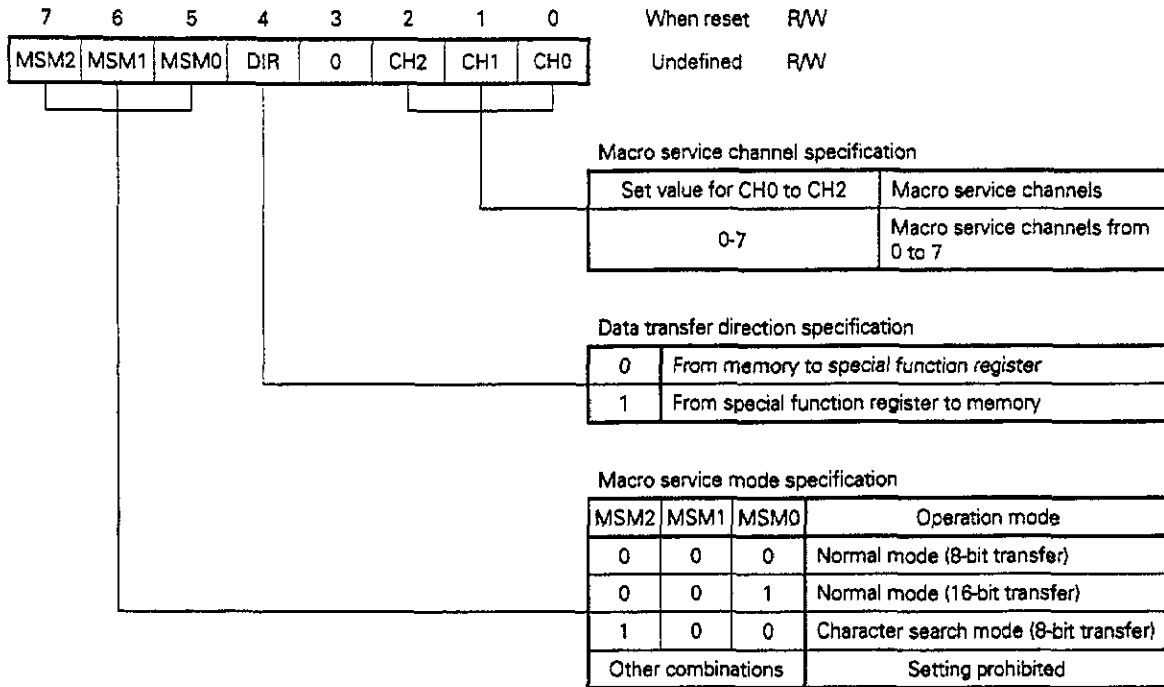 7 6 5 4 3 2 1 0 When reset R/W
MSM2 MSM1 MSM0 DIR 0 CH2 CH1 CH0 Undefined R/W
Macro service channel specification
Set value for CH0 to CH2 Macro service channels
0-7 Macro service channels from
0 to 7
Data transfer direction specification
0 From memory to special function register
1 From special function register to memory
Macro service mode specification
MSM2 MSM1 MSM0 Operation mode
0 0 0 Normal mode (8-bit transfer)
0 0 1 Normal mode (16-bit transfer)
1 0 0 Character search mode (8-bit transfer)
Other combinations Setting prohibited